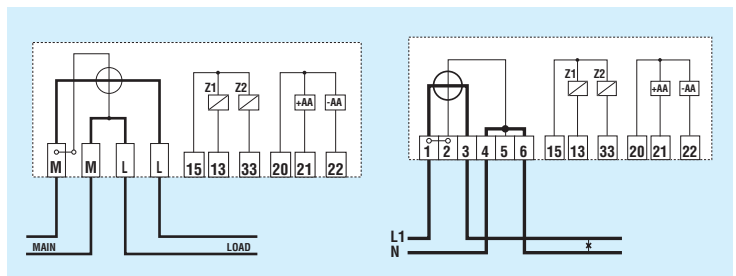 Z1 Z2
+AA -AA
M M L L 15 13 33 20 21 22
MAIN LOAD
Z1 Z2
+AA -AA
1 2 3 4 5 6 15 13 33 20 21 22
L1
N